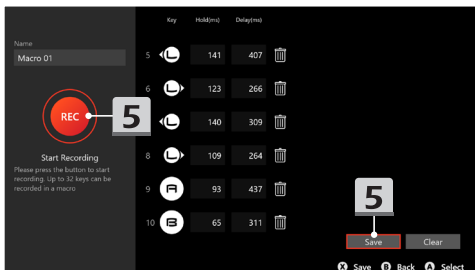 Key Hold(ms) Delay(ms)
Name
Macro 01
5 L 141 407
6 L 123 266
L 140 309
8 L 109 264
9 A 93 437
10 B 65 311
REC
5
Start Recording
Please press the button to start
recording. Up to 32 keys can be
recorded in a macro
5
Save Clear
X Save B Back A Select